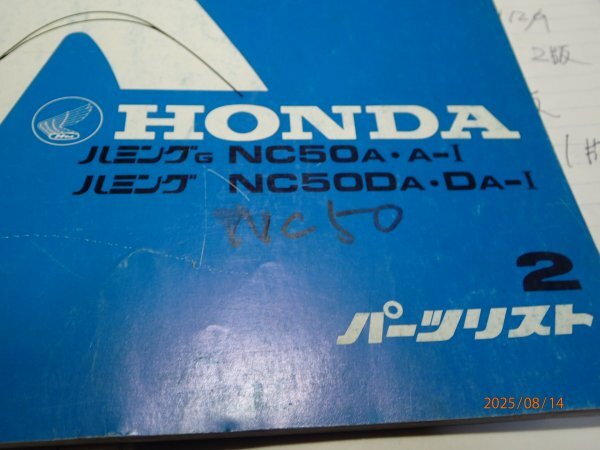 HONDA
ハミングG NC50A・A-I
ハミング NC50DA・DA-I
NC50
2
パーツリスト
2版
2025/08/14